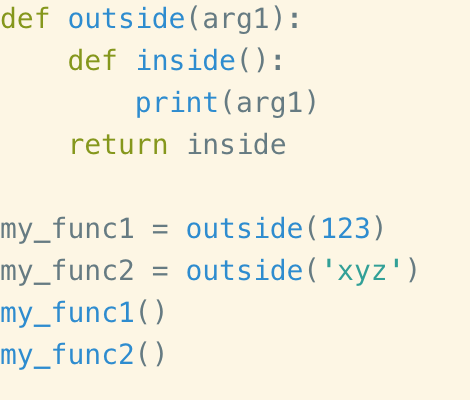 def outside(arg1):
    def inside():
        print(arg1)
    return inside

my_func1 = outside(123)
my_func2 = outside('xyz')
my_func1()
my_func2()